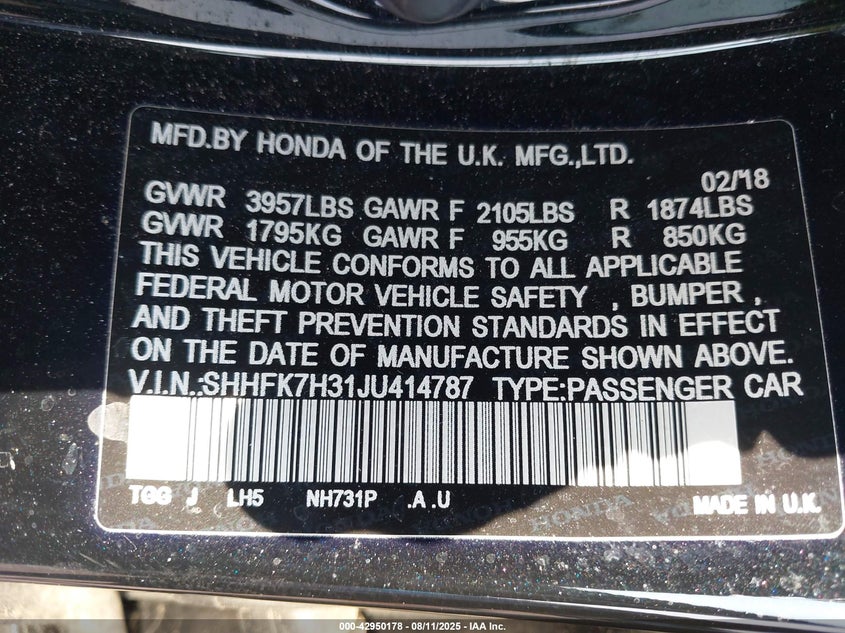 MFD.BY HONDA OF THE U.K. MFG.,LTD.
02/18
GVWR 3957LBS GAWR F 2105LBS R 1874LBS
GVWR 1795KG GAWR F 955KG R 850KG
THIS VEHICLE CONFORMS TO ALL APPLICABLE
FEDERAL MOTOR VEHICLE SAFETY , BUMPER ,
AND THEFT PREVENTION STANDARDS IN EFFECT
ON THE DATE OF MANUFACTURE SHOWN ABOVE.
V.I.N.:SHHFK7H31JU414787 TYPE:PASSENGER CAR
TGG J LH5 NH731P .A .U MADE IN U.K.
HONDA
000-42950178 - 08/11/2025 - IAA Inc.